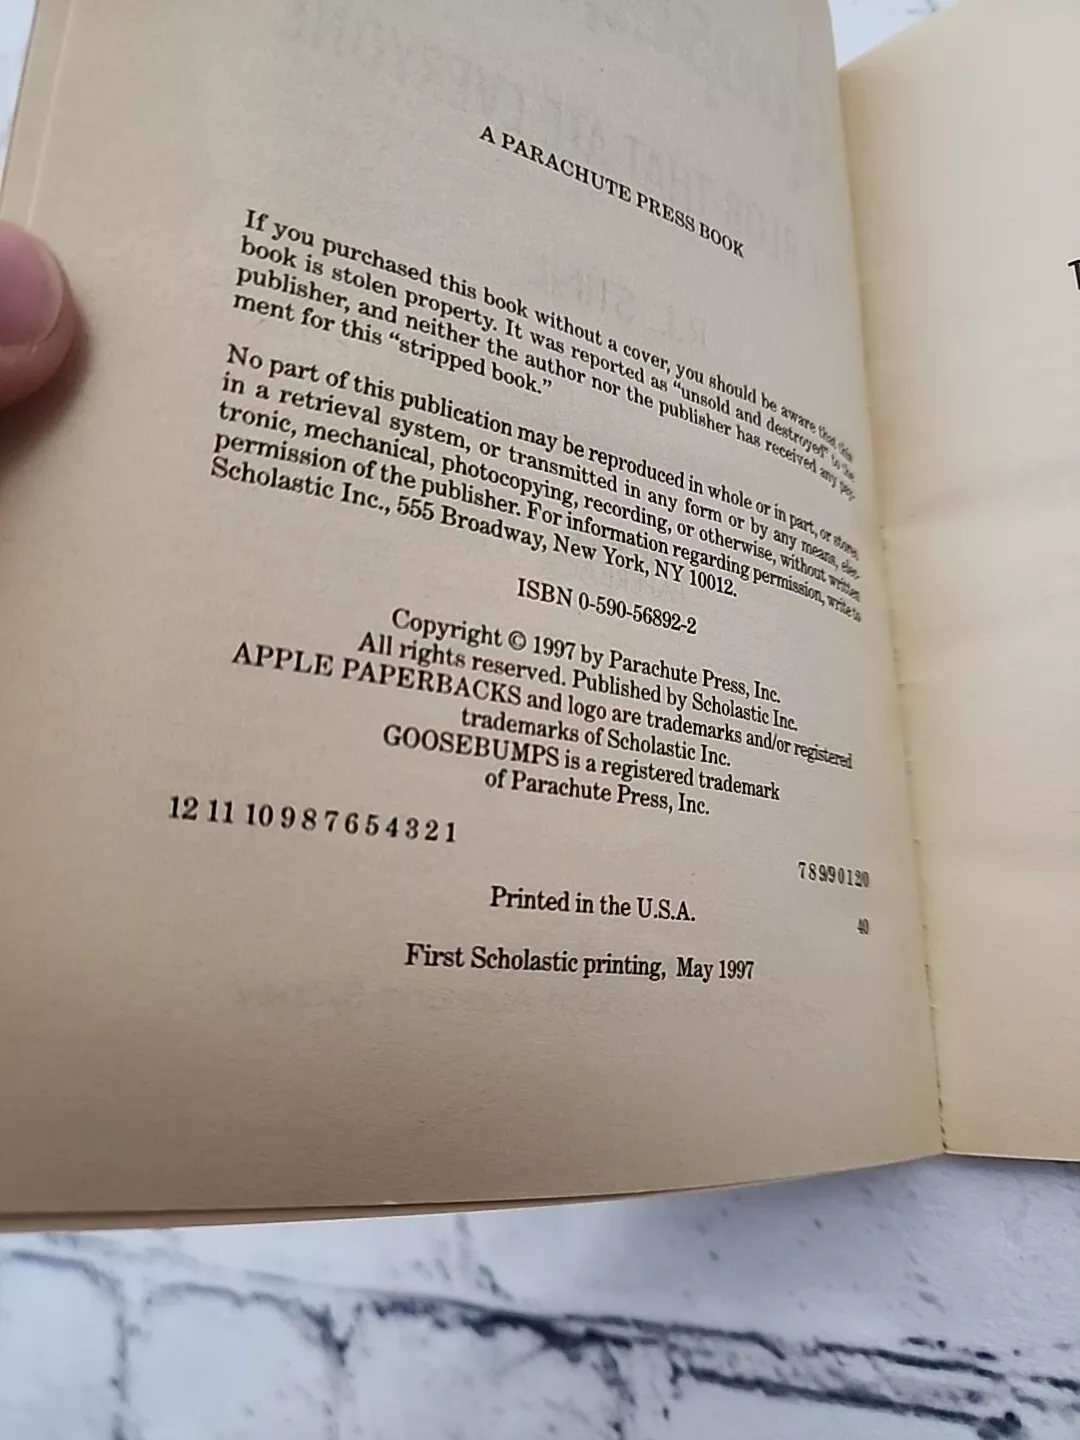 A PARACHUTE PRESS BOOK
If you purchased this book without a cover, you should be aware that this
book is stolen property. It was reported as "unsold and destroyed" to the
publisher, and neither the author nor the publisher has received any pay-
ment for this "stripped book."
No part of this publication may be reproduced in whole or in part, or stored
in a retrieval system, or transmitted in any form or by any means, elec-
tronic, mechanical, photocopying, recording, or otherwise, without written
permission of the publisher. For information regarding permission, write to
Scholastic Inc., 555 Broadway, New York, NY 10012.
ISBN 0-590-56892-2
Copyright © 1997 by Parachute Press, Inc.
All rights reserved. Published by Scholastic Inc.
APPLE PAPERBACKS and logo are trademarks and/or registered
trademarks of Scholastic Inc.
GOOSEBUMPS is a registered trademark
of Parachute Press, Inc.
12 11 10 9 8 7 6 5 4 3 2 1
7 8 9/9 0 1 2/0
Printed in the U.S.A.
40
First Scholastic printing, May 1997